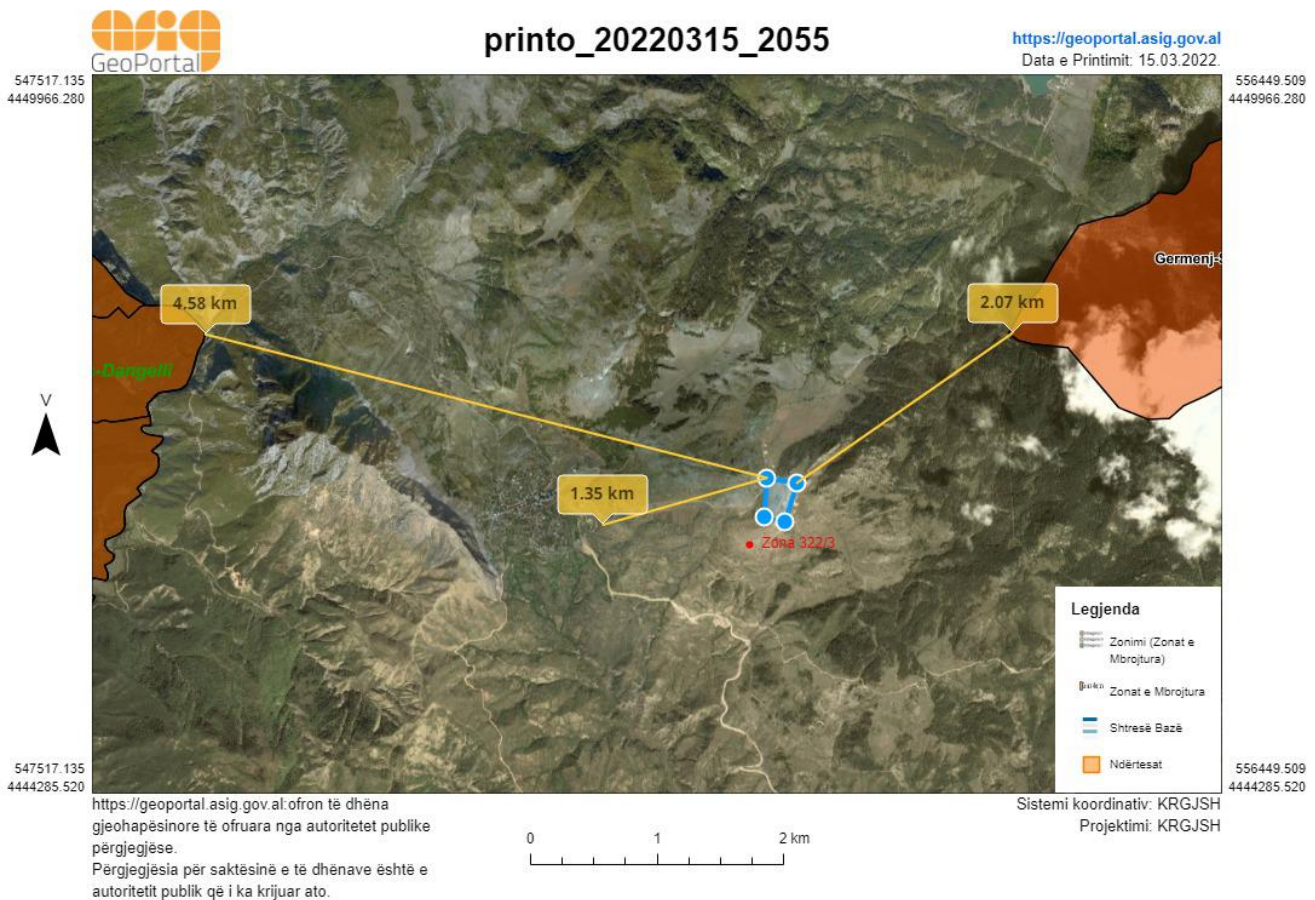 asig
GeoPortal
printo_20220315_2055
https://geoportal.asig.gov.al
Data e Printimit: 15.03.2022.
547517.135
4449966.280
556449.509
4449966.280
Germenj-S
4.58 km
2.07 km
-Dangelli
V
1.35 km
Zona 322/3
Legjenda
Zonimi (Zonat e
Mbrojtura)
Zonat e Mbrojtura
Shtresë Bazë
Ndërtesat
547517.135
4444285.520
556449.509
4444285.520
https://geoportal.asig.gov.al:ofron të dhëna
gjeohapësinore të ofruara nga autoritetet publike
përgjegjëse.
Përgjegjësia për saktësinë e të dhënave është e
autoritetit publik që i ka krijuar ato.
0 1 2 km
Sistemi koordinativ: KRGJSH
Projektimi: KRGJSH